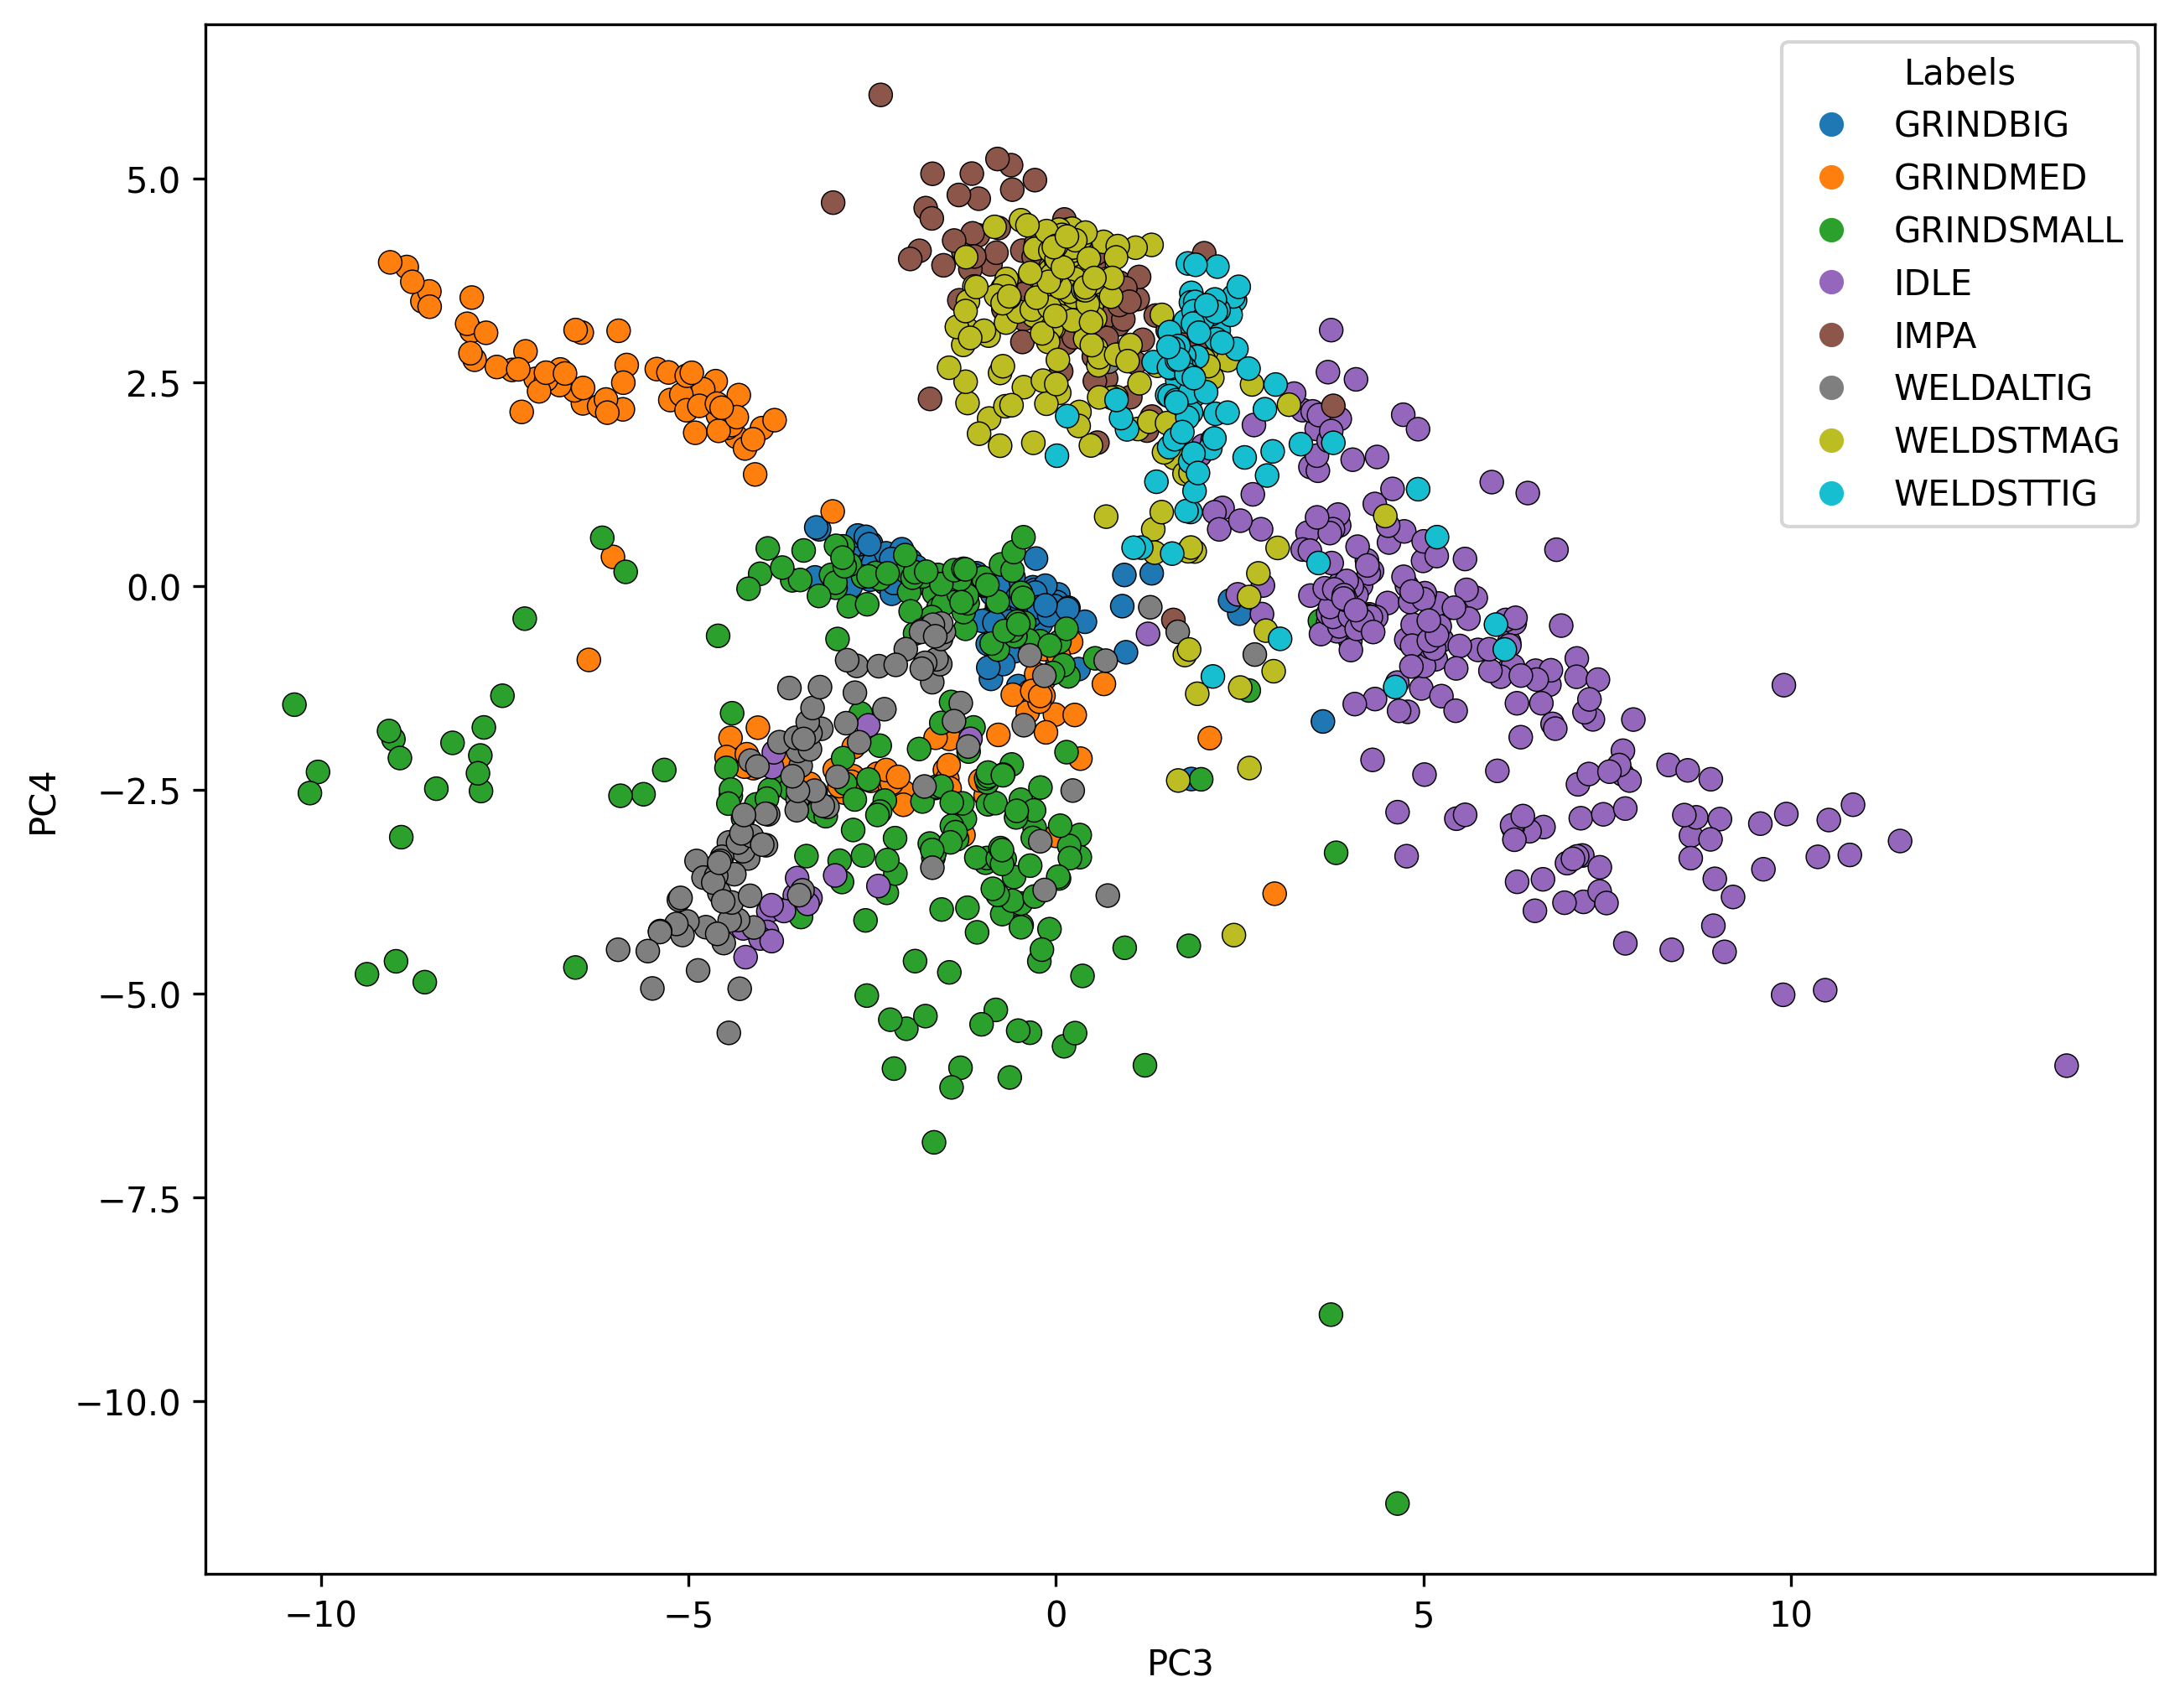 Labels
GRINDBIG
GRINDMED
GRINDSMALL
IDLE
IMPA
WELDALTIG
WELDSTMAG
WELDSTTIG
5.0
2.5
0.0
−2.5
−5.0
−7.5
−10.0
PC4
−10 −5 0 5 10
PC3